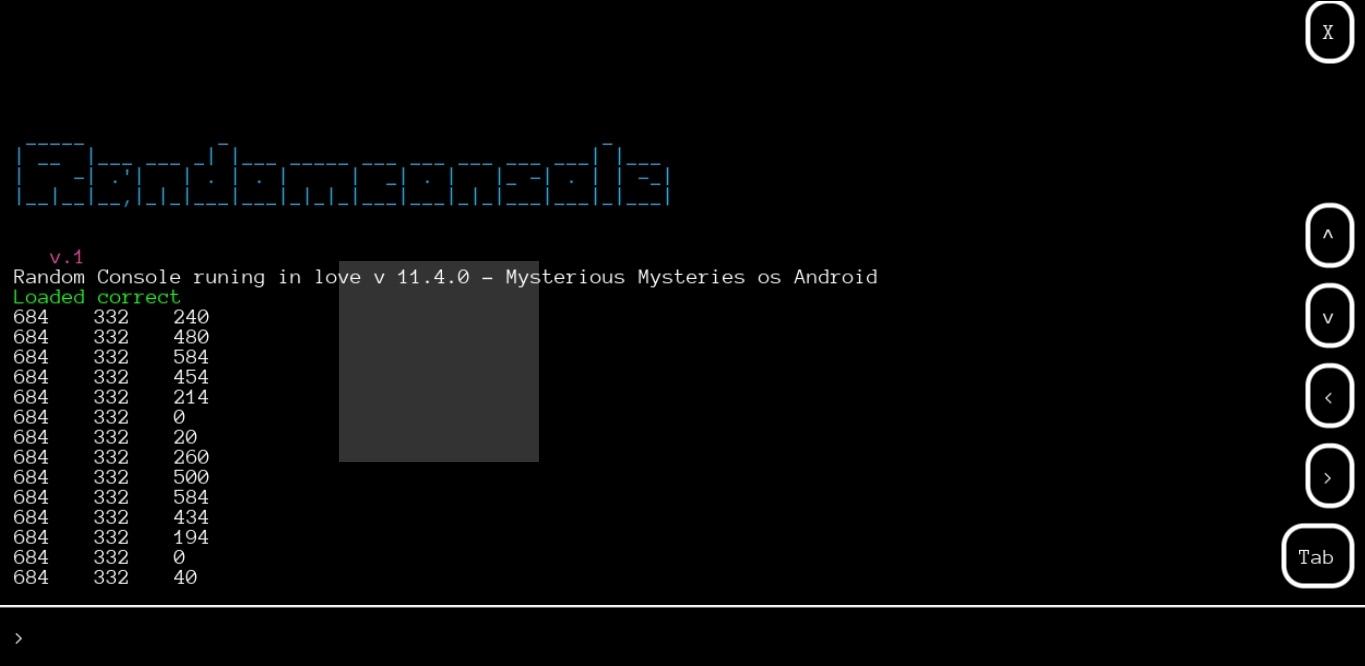 X
Randomconsole
v.1
Random Console runing in love v 11.4.0 - Mysterious Mysteries os Android
Loaded correct
684 332 240
684 332 480
684 332 584
684 332 454
684 332 214
684 332 0
684 332 20
684 332 260
684 332 500
684 332 584
684 332 434
684 332 194
684 332 0
684 332 40
^
v
<
>
Tab
>